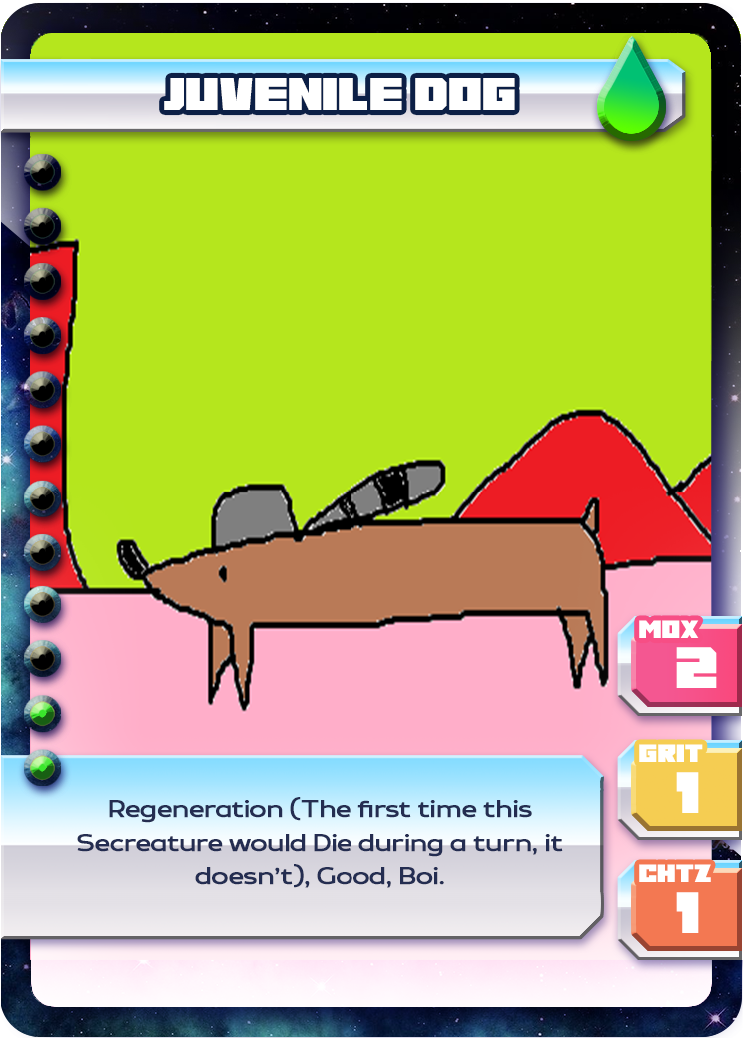 JUVENILE DOG
MOX
2
GRIT
1
CHTZ
1
Regeneration (The first time this
Secreature would Die during a turn, it
doesn't), Good, Boi.